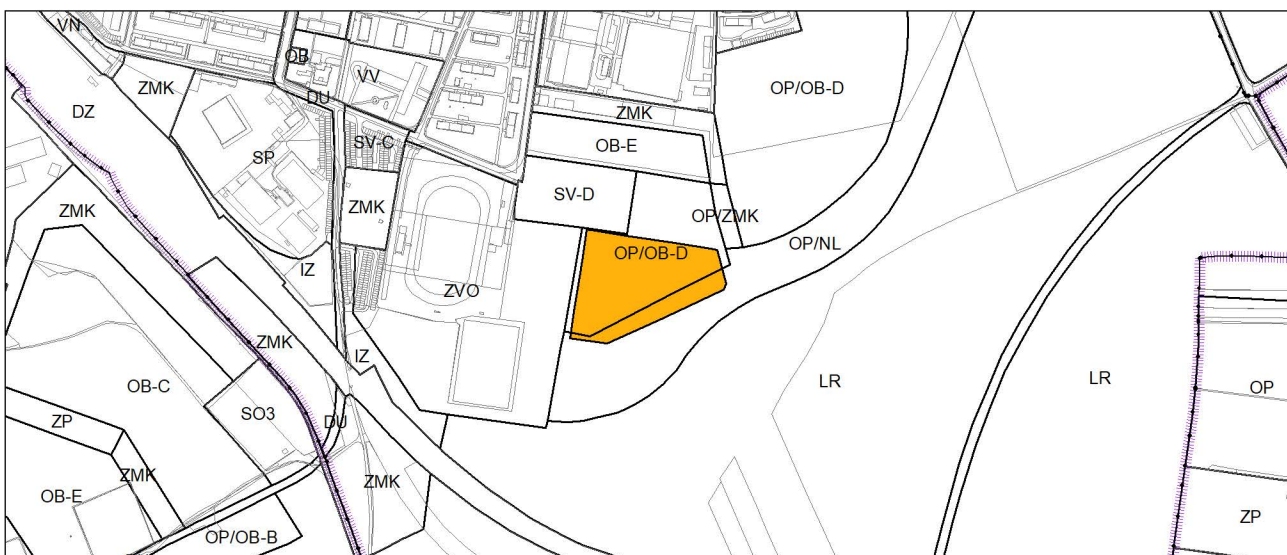 VN
OB
VV
DU
ZMK
DZ
OP/OB-D
ZMK
SV-C
OB-E
SP
SV-D
ZMK
ZMK
OP/ZMK
OP/NL
OP/OB-D
IZ
ZVO
ZMK
IZ
LR
LR
OB-C
OP
SO3
DU
ZP
ZMK
ZMK
OB-E
ZP
OP/OB-B